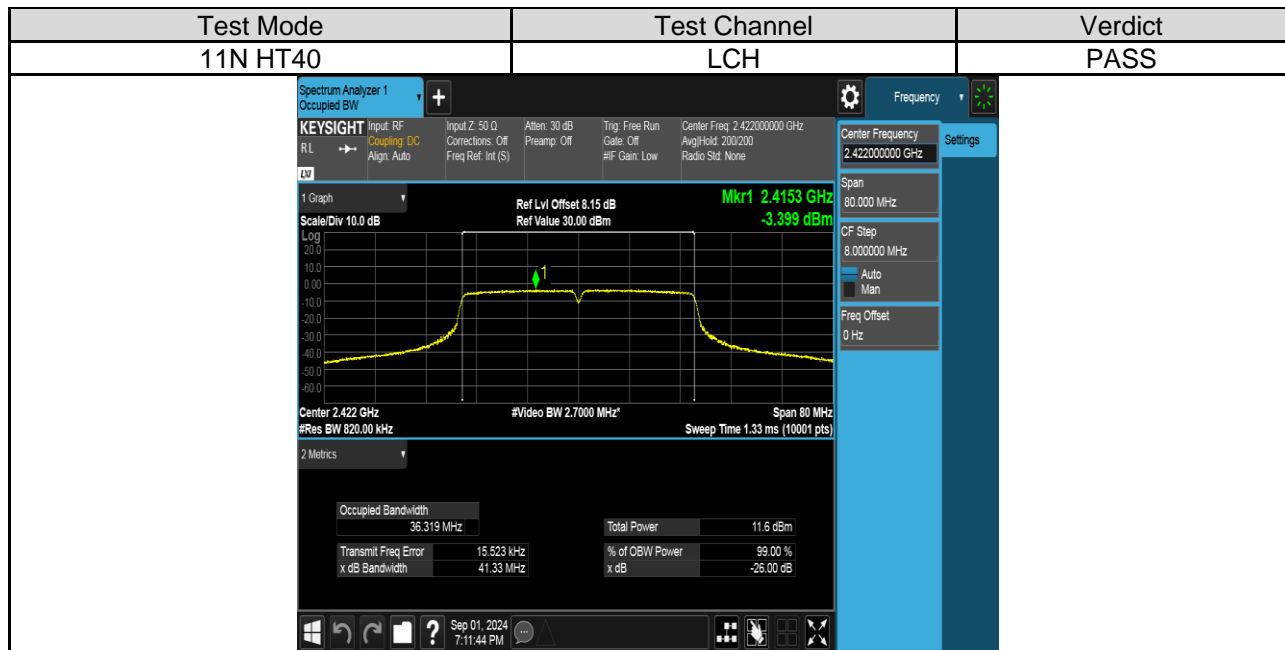 Test Mode Test Channel Verdict
11N HT40 LCH PASS
Spectrum Analyzer 1
Occupied BW
Frequency
KEYSIGHT
RL
LXI
Input: RF
Coupling: DC
Align: Auto
Input Z: 50 Ω
Corrections: Off
Freq Ref: Int (S)
Atten: 30 dB
Preamp: Off
Trig: Free Run
Gate: Off
#IF Gain: Low
Center Freq: 2.422000000 GHz
Avg|Hold: 200/200
Radio Std: None
Center Frequency
2.422000000 GHz
Settings
Span
80.000 MHz
CF Step
8.000000 MHz
Auto
Man
Freq Offset
0 Hz
1 Graph
Scale/Div 10.0 dB
Ref Lvl Offset 8.15 dB
Ref Value 30.00 dBm
Mkr1 2.4153 GHz
-3.399 dBm
Log
20.0
10.0
0.00
-10.0
-20.0
-30.0
-40.0
-50.0
-60.0
1
Center 2.422 GHz
#Res BW 820.00 kHz
#Video BW 2.7000 MHz*
Span 80 MHz
Sweep Time 1.33 ms (10001 pts)
2 Metrics
Occupied Bandwidth
36.319 MHz
Total Power 11.6 dBm
Transmit Freq Error 15.523 kHz
% of OBW Power 99.00 %
x dB Bandwidth 41.33 MHz
x dB -26.00 dB
?
Sep 01, 2024
7:11:44 PM